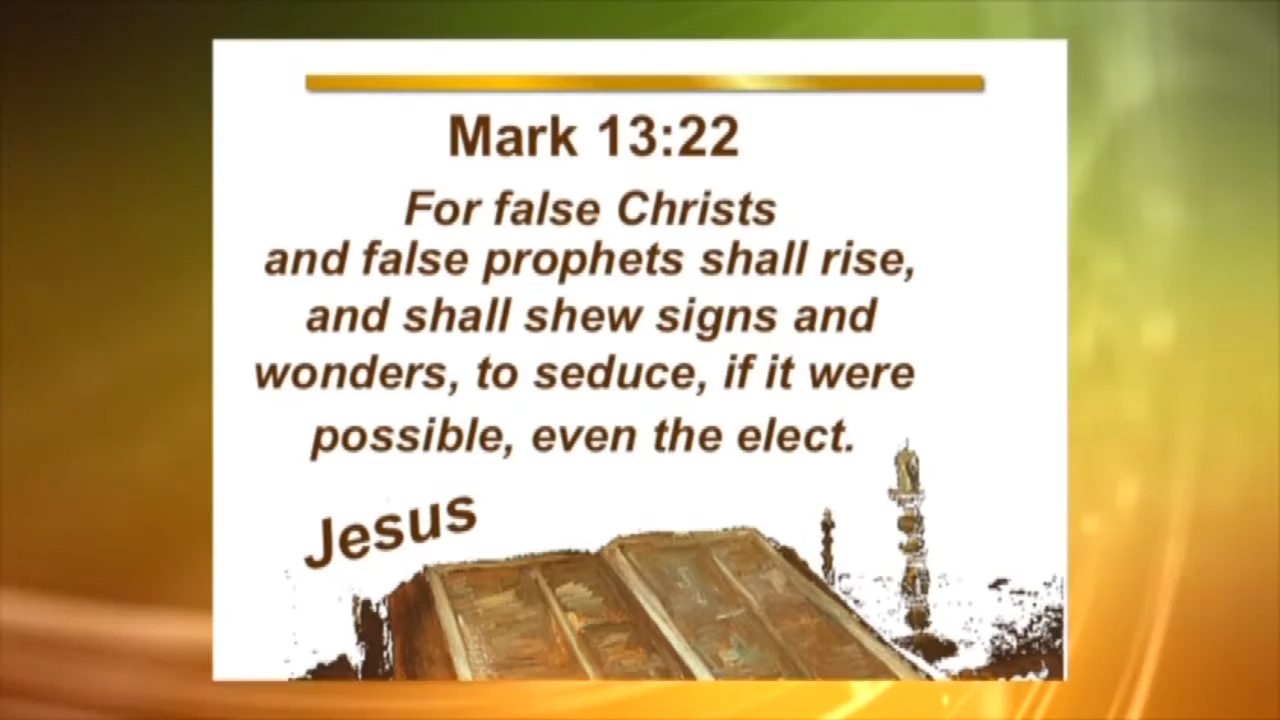 Mark 13:22
For false Christs
and false prophets shall rise,
and shall shew signs and
wonders, to seduce, if it were
possible, even the elect.
Jesus